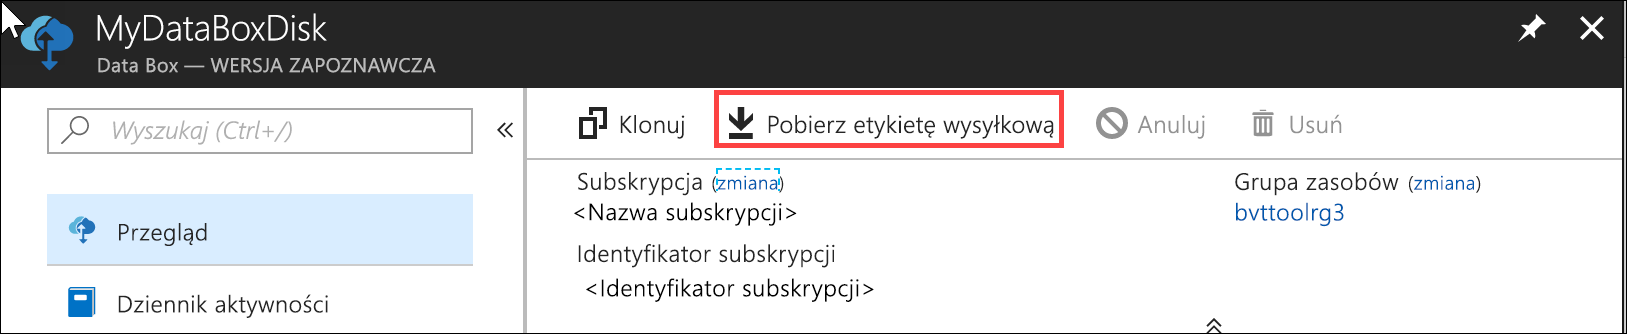 MyDataBoxDisk
Data Box — WERSJA ZAPOZNAWCZA
Wyszukaj (Ctrl+/)
«
Klonuj
Pobierz etykietę wysyłkową
Anuluj
Usuń
Przegląd
Dziennik aktywności
Subskrypcja (zmiana)
<Nazwa subskrypcji>
Identyfikator subskrypcji
<Identyfikator subskrypcji>
Grupa zasobów (zmiana)
bvttoolrg3